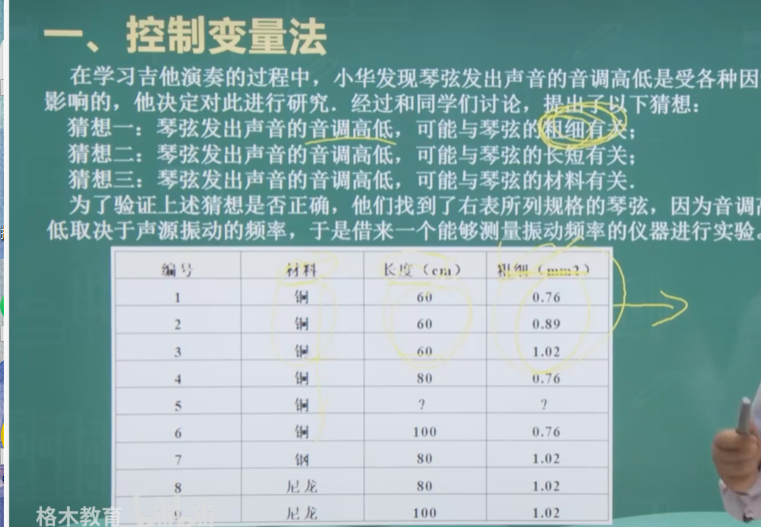 一、控制变量法
在学习吉他演奏的过程中，小华发现琴弦发出声音的音调高低是受各种因
影响的，他决定对此进行研究．经过和同学们讨论，提出了以下猜想：
猜想一：琴弦发出声音的音调高低，可能与琴弦的粗细有关；
猜想二：琴弦发出声音的音调高低，可能与琴弦的长短有关；
猜想三：琴弦发出声音的音调高低，可能与琴弦的材料有关．
为了验证上述猜想是否正确，他们找到了右表所列规格的琴弦，因为音调高
低取决于声源振动的频率，于是借来一个能够测量振动频率的仪器进行实验。
编号 材料 长度（cm） 粗细（mm2）
1 铜 60 0.76
2 铜 60 0.89
3 铜 60 1.02
4 铜 80 0.76
5 铜 ？ ？
6 铜 100 0.76
7 钢 80 1.02
8 尼龙 80 1.02
9 尼龙 100 1.02
格木教育